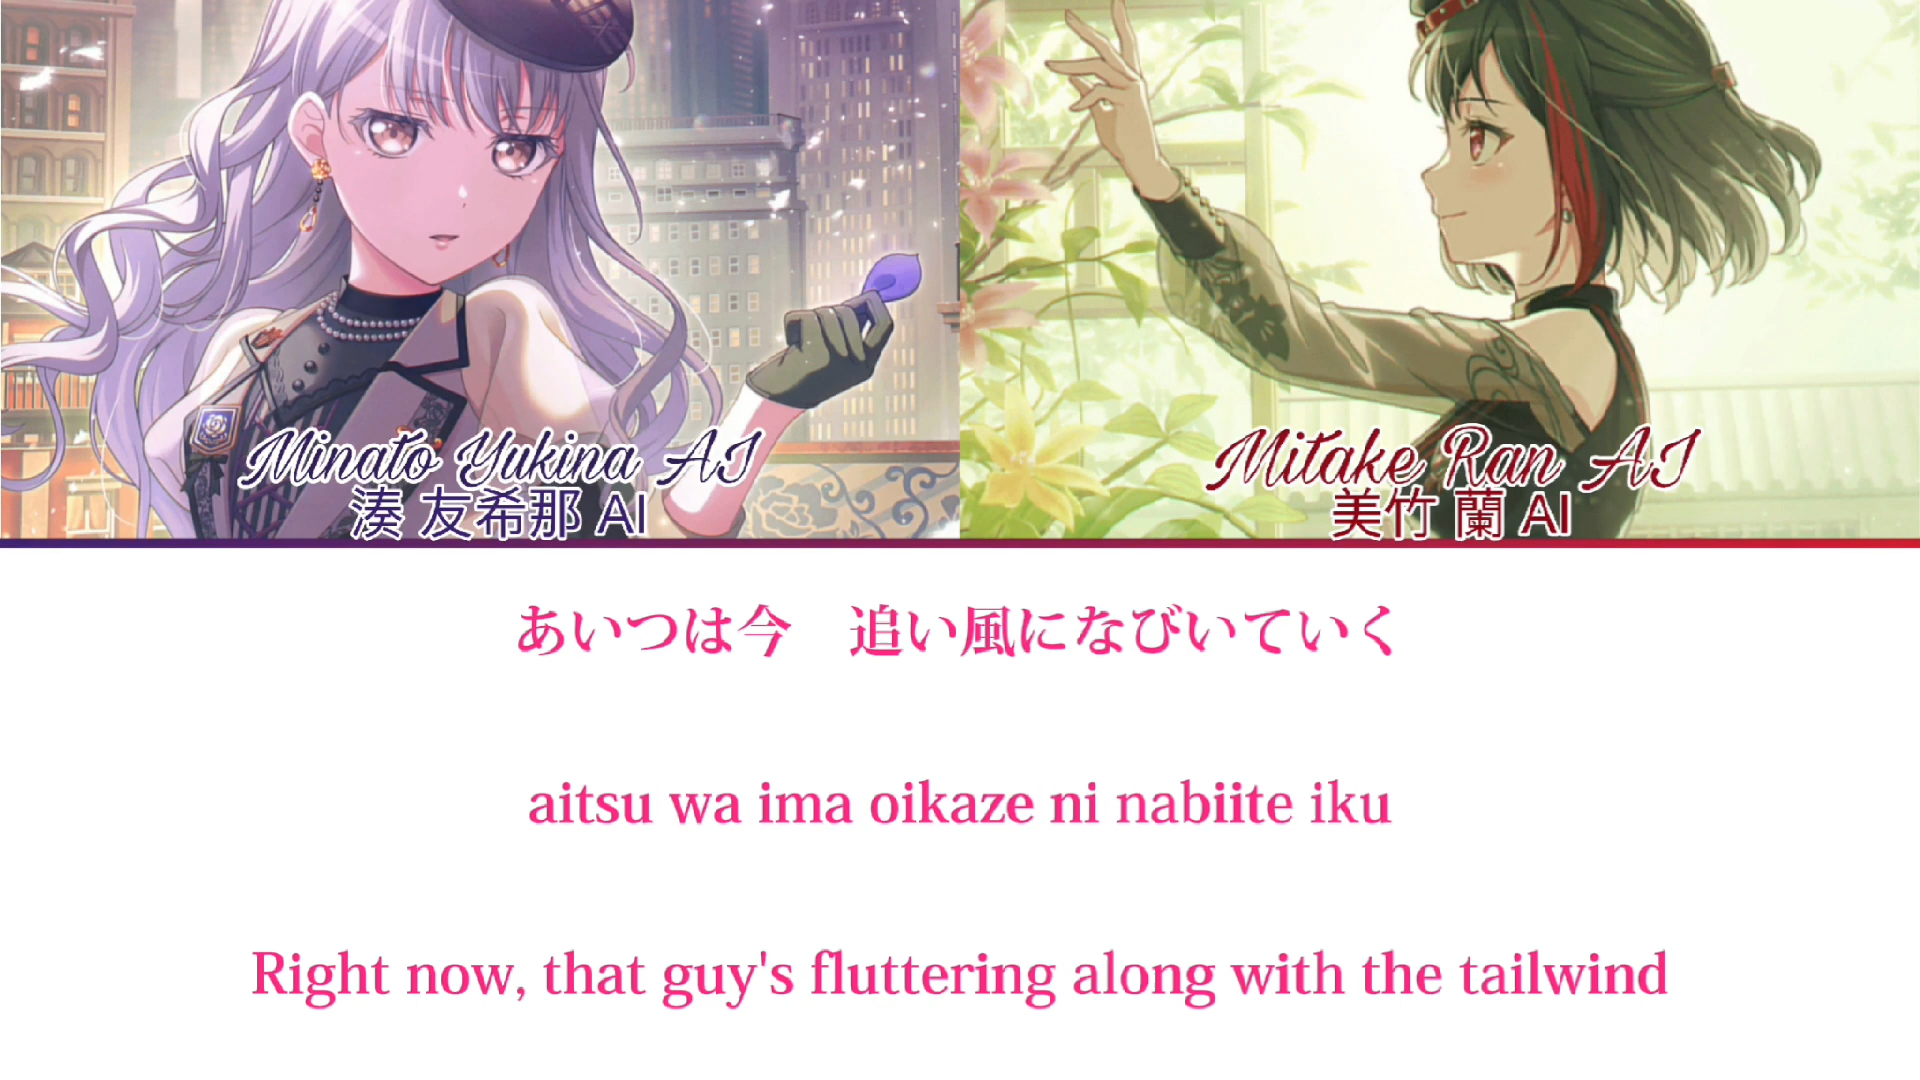 Minato Yukina AI
湊 友希那 AI
Mitake Ran AI
美竹 蘭 AI
あいつは今　追い風になびいていく
aitsu wa ima oikaze ni nabiite iku
Right now, that guy's fluttering along with the tailwind